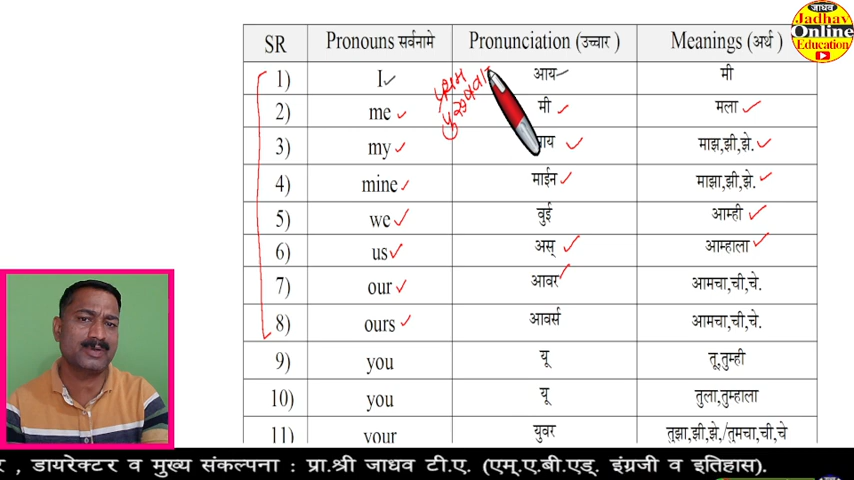 जाधव
Jadhav
Online
Education
SR Pronouns सर्वनामे Pronunciation (उच्चार) Meanings (अर्थ)
1) I आय मी
2) me मी मला
3) my ाय माझ,झी,झे.
4) mine माईन माझा,झी,झे.
5) we वुई आम्ही
6) us अस् आम्हाला
7) our आवर आमचा,ची,चे.
8) ours आवर्स आमचा,ची,चे.
9) you यू तू,तुम्ही
10) you यू तुला,तुम्हाला
11) your युवर तुझा,झी,झे,/तुमचा,ची,चे
प्रथम
पुरुषवा
र , डायरेक्टर व मुख्य संकल्पना : प्रा.श्री जाधव टी.ए. (एम्.ए.बी.एड्. इंग्रजी व इतिहास).